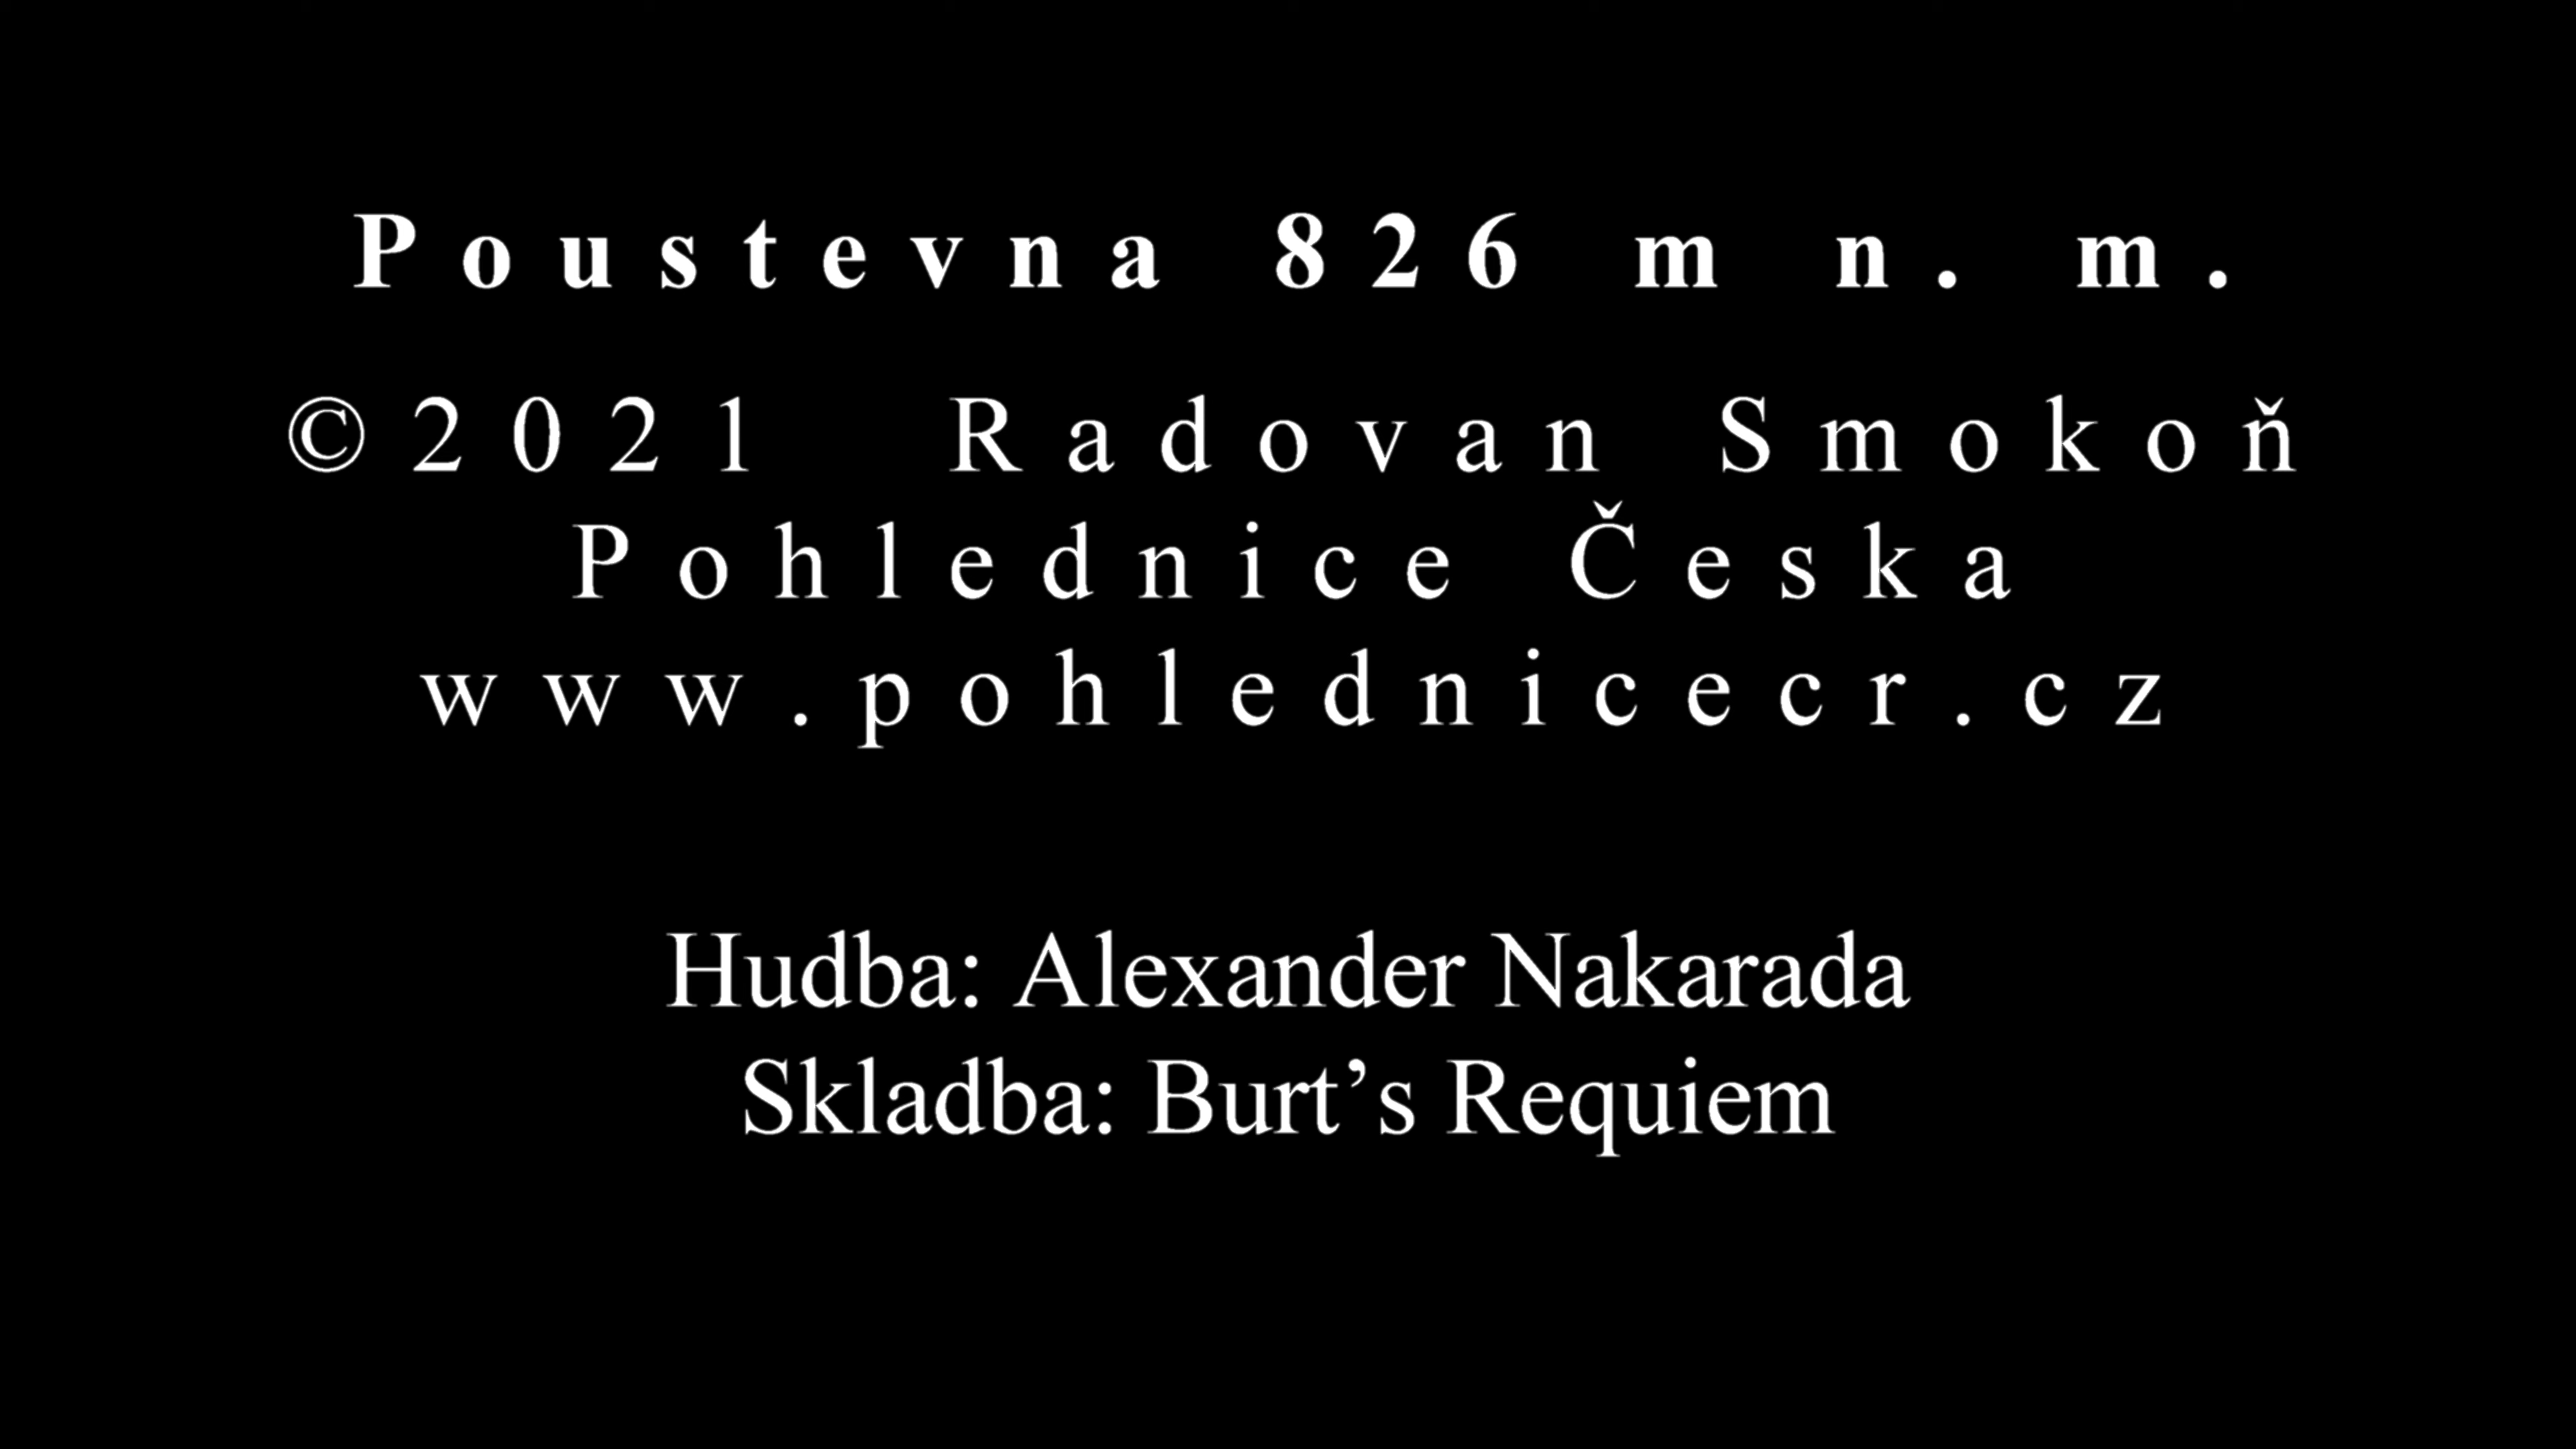 Poustevna 826 m n. m.
©2021 Radovan Smokoň
Pohlednice Česka
www.pohlednicecr.cz
Hudba: Alexander Nakarada
Skladba: Burt’s Requiem